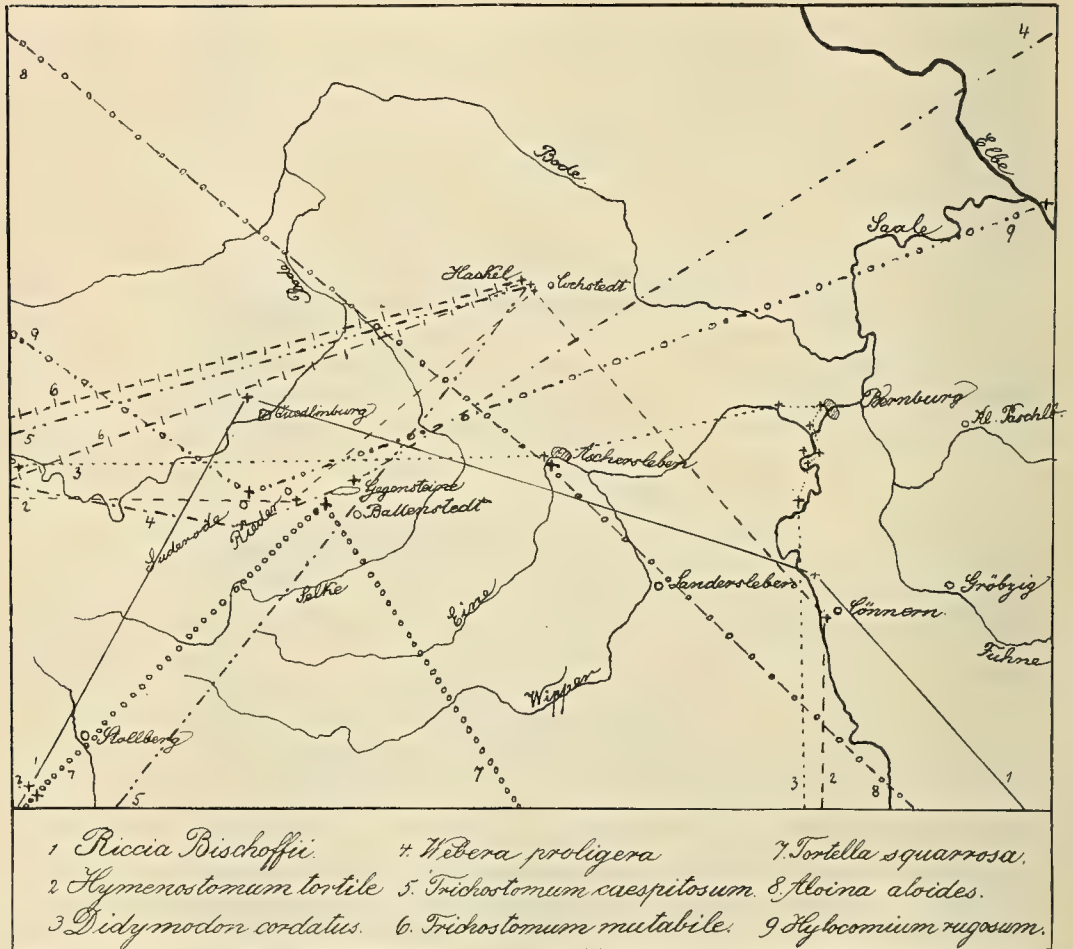 4
8
Elbe
Bode
Saale
9
Bode
Haskel
Cochstedt
9
6
5
6
Quedlinburg
Bernburg
Kl. Paschlb.
3
Aschersleben
2
4
Gegensteine
Ballenstedt
Suderode
Rieder
Selke
Eine
Sandersleben
Gröbzig
Cönnern.
Fuhne
Wipper
Stollberg
7
5
7
3
2
8
1
1 Riccia Bischoffii. 4. Webera proligera 7. Tortella squarrosa.
2 Hymenostomum tortile 5. Trichostomum caespitosum. 8. Aloina aloides.
3 Didymodon cordatus. 6. Trichostomum mutabile. 9 Hylocomium rugosum.